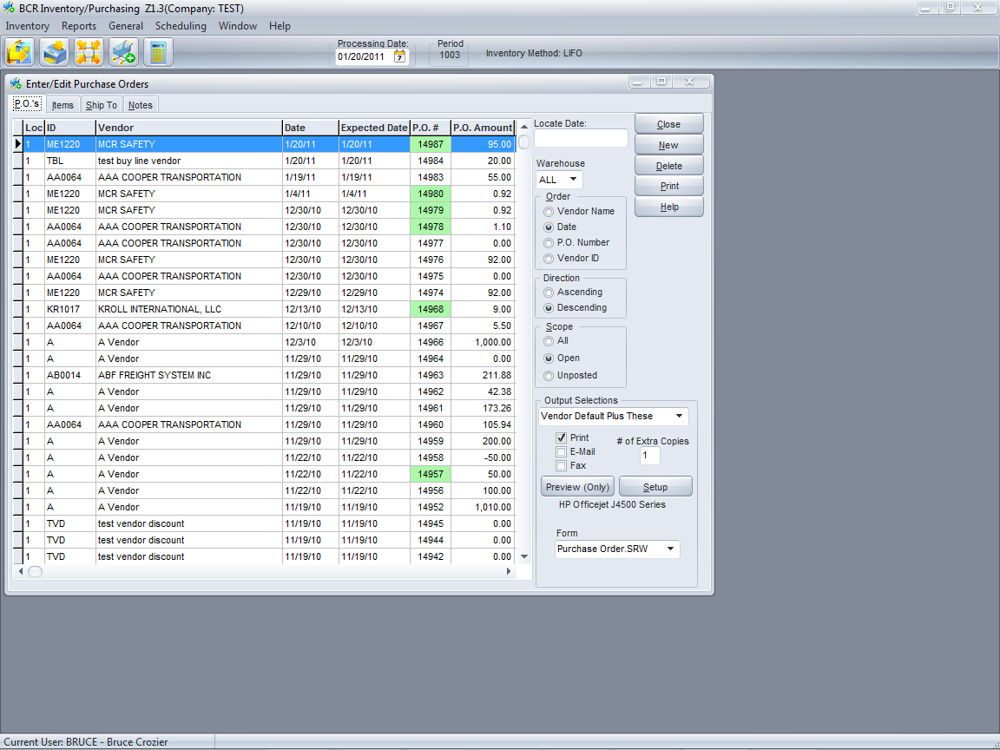 BCR Inventory/Purchasing Z1.3(Company: TEST)
Inventory Reports General Scheduling Window Help
Processing Date: 01/20/2011 7
Period 1003
Inventory Method: LIFO
Enter/Edit Purchase Orders
P.O.'s Items Ship To Notes
Loc ID Vendor Date Expected Date P.O. # P.O. Amount
1 ME1220 MCR SAFETY 1/20/11 1/20/11 14987 95.00
1 TBL test buy line vendor 1/20/11 1/20/11 14984 20.00
1 AA0064 AAA COOPER TRANSPORTATION 1/19/11 1/19/11 14983 55.00
1 ME1220 MCR SAFETY 1/4/11 1/4/11 14980 0.92
1 ME1220 MCR SAFETY 12/30/10 12/30/10 14979 0.92
1 AA0064 AAA COOPER TRANSPORTATION 12/30/10 12/30/10 14978 1.10
1 AA0064 AAA COOPER TRANSPORTATION 12/30/10 12/30/10 14977 0.00
1 ME1220 MCR SAFETY 12/30/10 12/30/10 14976 92.00
1 AA0064 AAA COOPER TRANSPORTATION 12/30/10 12/30/10 14975 0.00
1 ME1220 MCR SAFETY 12/29/10 12/29/10 14974 92.00
1 KR1017 KROLL INTERNATIONAL, LLC 12/13/10 12/13/10 14968 9.00
1 AA0064 AAA COOPER TRANSPORTATION 12/10/10 12/10/10 14967 5.50
1 A A Vendor 12/3/10 12/3/10 14966 1,000.00
1 A A Vendor 11/29/10 11/29/10 14964 0.00
1 AB0014 ABF FREIGHT SYSTEM INC 11/29/10 11/29/10 14963 211.88
1 A A Vendor 11/29/10 11/29/10 14962 42.38
1 A A Vendor 11/29/10 11/29/10 14961 173.26
1 AA0064 AAA COOPER TRANSPORTATION 11/29/10 11/29/10 14960 105.94
1 A A Vendor 11/29/10 11/29/10 14959 200.00
1 A A Vendor 11/22/10 11/22/10 14958 -50.00
1 A A Vendor 11/22/10 11/22/10 14957 50.00
1 A A Vendor 11/22/10 11/22/10 14956 100.00
1 A A Vendor 11/19/10 11/19/10 14952 1,010.00
1 TVD test vendor discount 11/19/10 11/19/10 14945 0.00
1 TVD test vendor discount 11/19/10 11/19/10 14944 0.00
1 TVD test vendor discount 11/19/10 11/19/10 14942 0.00
Locate Date:
Warehouse
ALL
Order
Vendor Name
Date
P.O. Number
Vendor ID
Direction
Ascending
Descending
Scope
All
Open
Unposted
Close
New
Delete
Print
Help
Output Selections
Vendor Default Plus These
Print
E-Mail
Fax
# of Extra Copies
1
Preview (Only) Setup
HP Officejet J4500 Series
Form
Purchase Order.SRW
Current User: BRUCE - Bruce Crozier